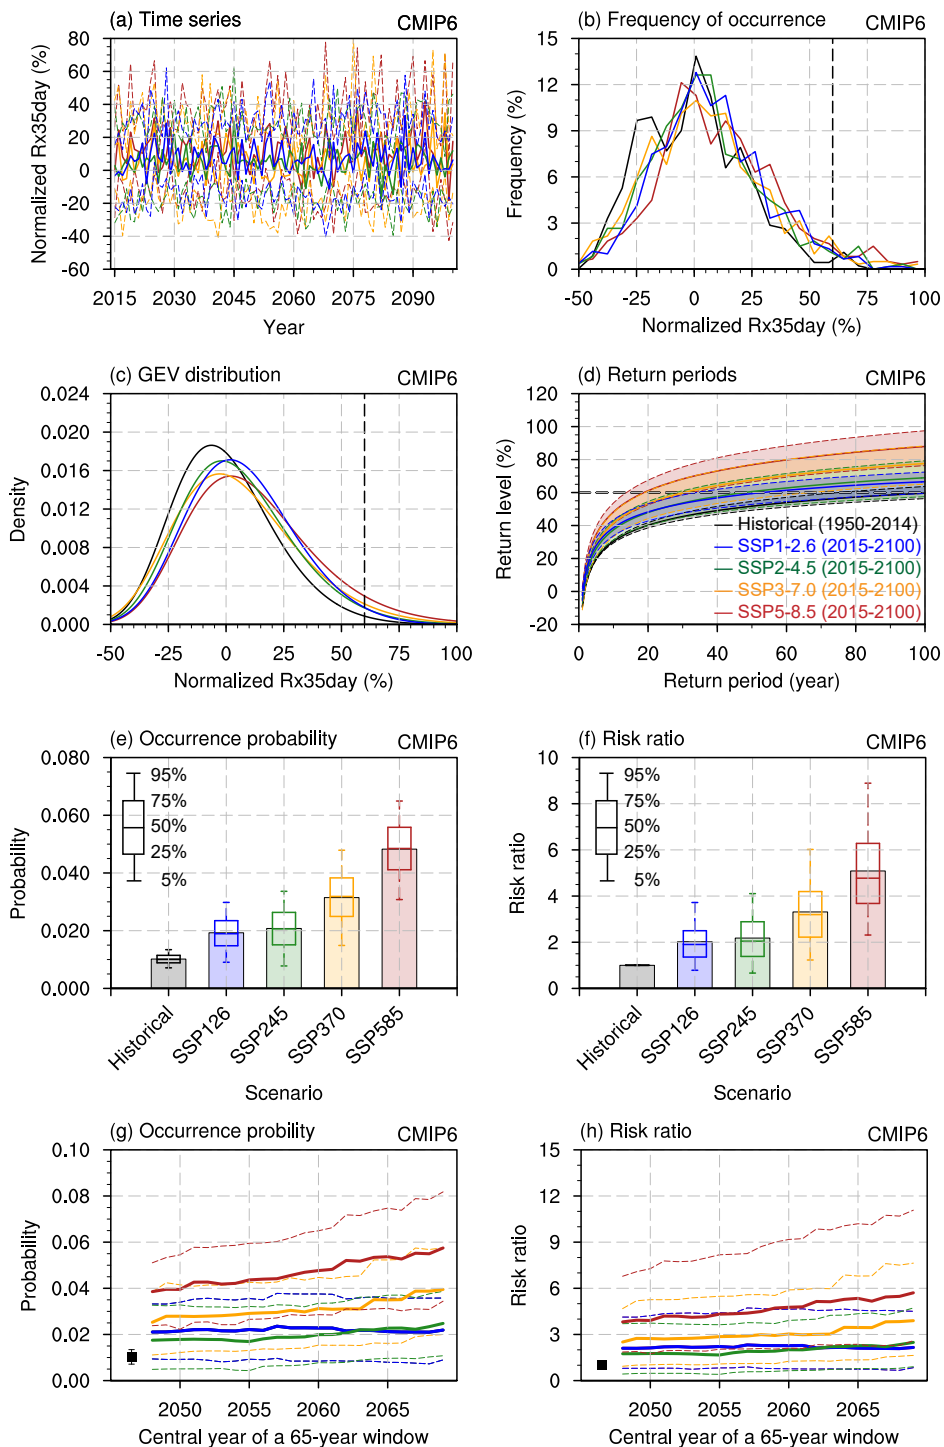 (a) Time series CMIP6
80
60
40
20
0
-20
-40
-60
Normalized Rx35day (%)
2015 2030 2045 2060 2075 2090
Year
(b) Frequency of occurrence CMIP6
15
12
9
6
3
0
Frequency (%)
-50 -25 0 25 50 75 100
Normalized Rx35day (%)
(c) GEV distribution CMIP6
0.024
0.020
0.016
0.012
0.008
0.004
0.000
Density
-50 -25 0 25 50 75 100
Normalized Rx35day (%)
(d) Return periods CMIP6
120
100
80
60
40
20
0
-20
Return level (%)
Historical (1950-2014)
SSP1-2.6 (2015-2100)
SSP2-4.5 (2015-2100)
SSP3-7.0 (2015-2100)
SSP5-8.5 (2015-2100)
0 20 40 60 80 100
Return period (year)
(e) Occurrence probability CMIP6
0.080
0.060
0.040
0.020
0.000
Probability
95%
75%
50%
25%
5%
Historical SSP126 SSP245 SSP370 SSP585
Scenario
(f) Risk ratio CMIP6
10
8
6
4
2
0
Risk ratio
95%
75%
50%
25%
5%
Historical SSP126 SSP245 SSP370 SSP585
Scenario
(g) Occurrence probility CMIP6
0.10
0.08
0.06
0.04
0.02
0.00
Probability
2050 2055 2060 2065
Central year of a 65-year window
(h) Risk ratio CMIP6
15
12
9
6
3
0
Risk ratio
2050 2055 2060 2065
Central year of a 65-year window